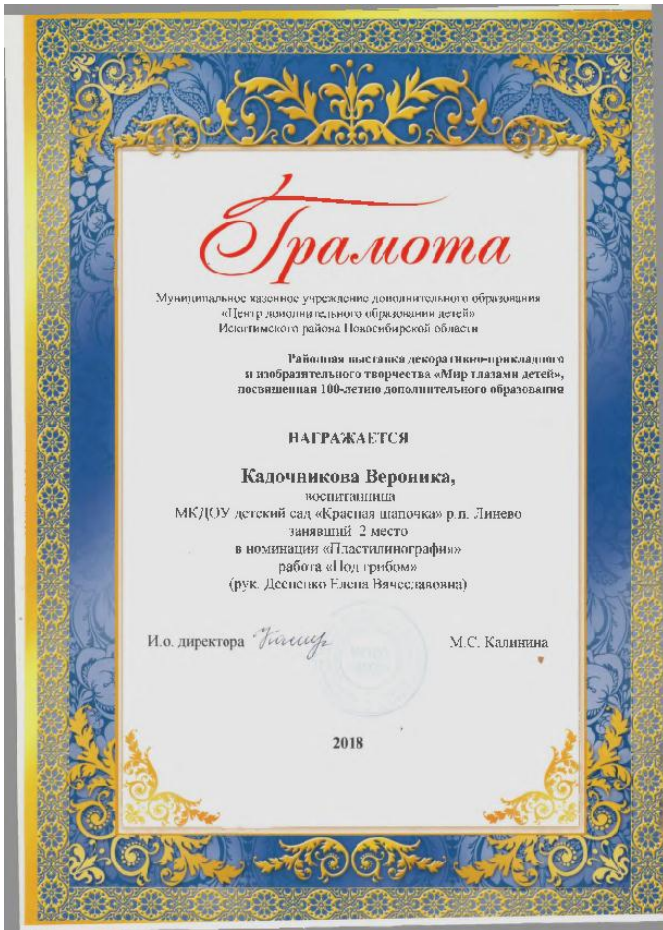 Грамота
Муниципальное казенное учреждение дополнительного образования
«Центр дополнительного образования детей»
Искитимского района Новосибирской области
Районная выставка декоративно-прикладного
и изобразительного творчества «Мир глазами детей»,
посвященная 100-летию дополнительного образования
НАГРАЖАЕТСЯ
Кадочникова Вероника,
воспитанница
МКДОУ детский сад «Красная шапочка» р.п. Линево
занявший 2 место
в номинации «Пластилинография»
работа «Под грибом»
(рук. Елена Вячеславовна)
И.о. директора М.С. Калинина
2018